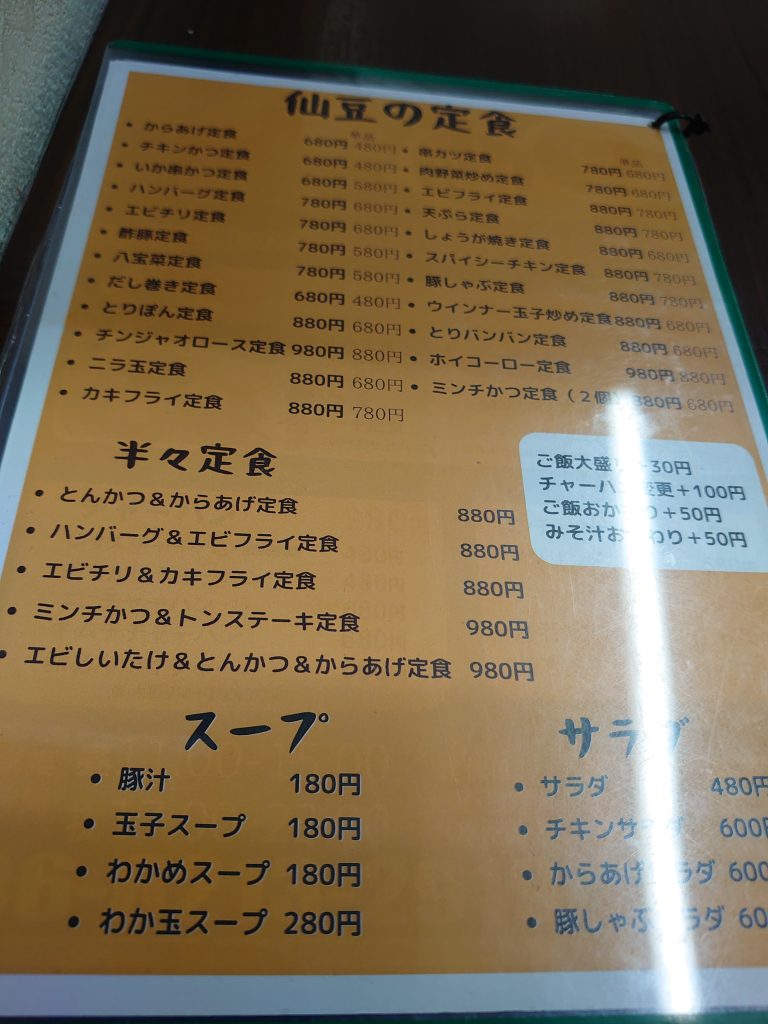 仙豆の定食
単品
・からあげ定食 680円 480円
・チキンかつ定食 680円 480円
・いか串かつ定食 680円 580円
・ハンバーグ定食 780円 680円
・エビチリ定食 780円 680円
・酢豚定食 780円 580円
・八宝菜定食 780円 580円
・だし巻き定食 680円 480円
・とりぽん定食 880円 680円
・チンジャオロース定食 980円 880円
・ニラ玉定食 880円 680円
・カキフライ定食 880円 780円
単品
・串カツ定食 780円 680円
・肉野菜炒め定食 780円 680円
・エビフライ定食 880円 780円
・天ぷら定食 880円 780円
・しょうが焼き定食 880円 680円
・スパイシーチキン定食 880円 780円
・豚しゃぶ定食 880円 780円
・ウインナー玉子炒め定食 880円 680円
・とりバンバン定食 880円 680円
・ホイコーロー定食 980円 880円
・ミンチかつ定食（2個） 880円 680円
半々定食
・とんかつ＆からあげ定食 880円
・ハンバーグ＆エビフライ定食 880円
・エビチリ＆カキフライ定食 880円
・ミンチかつ＆トンステーキ定食 980円
・エビしいたけ＆とんかつ＆からあげ定食 980円
ご飯大盛り＋30円
チャーハン変更＋100円
ご飯おかわり＋50円
みそ汁おかわり＋50円
スープ
・豚汁 180円
・玉子スープ 180円
・わかめスープ 180円
・わか玉スープ 280円
サラダ
・サラダ 480円
・チキンサラダ 600円
・からあげサラダ 600
・豚しゃぶサラダ 60